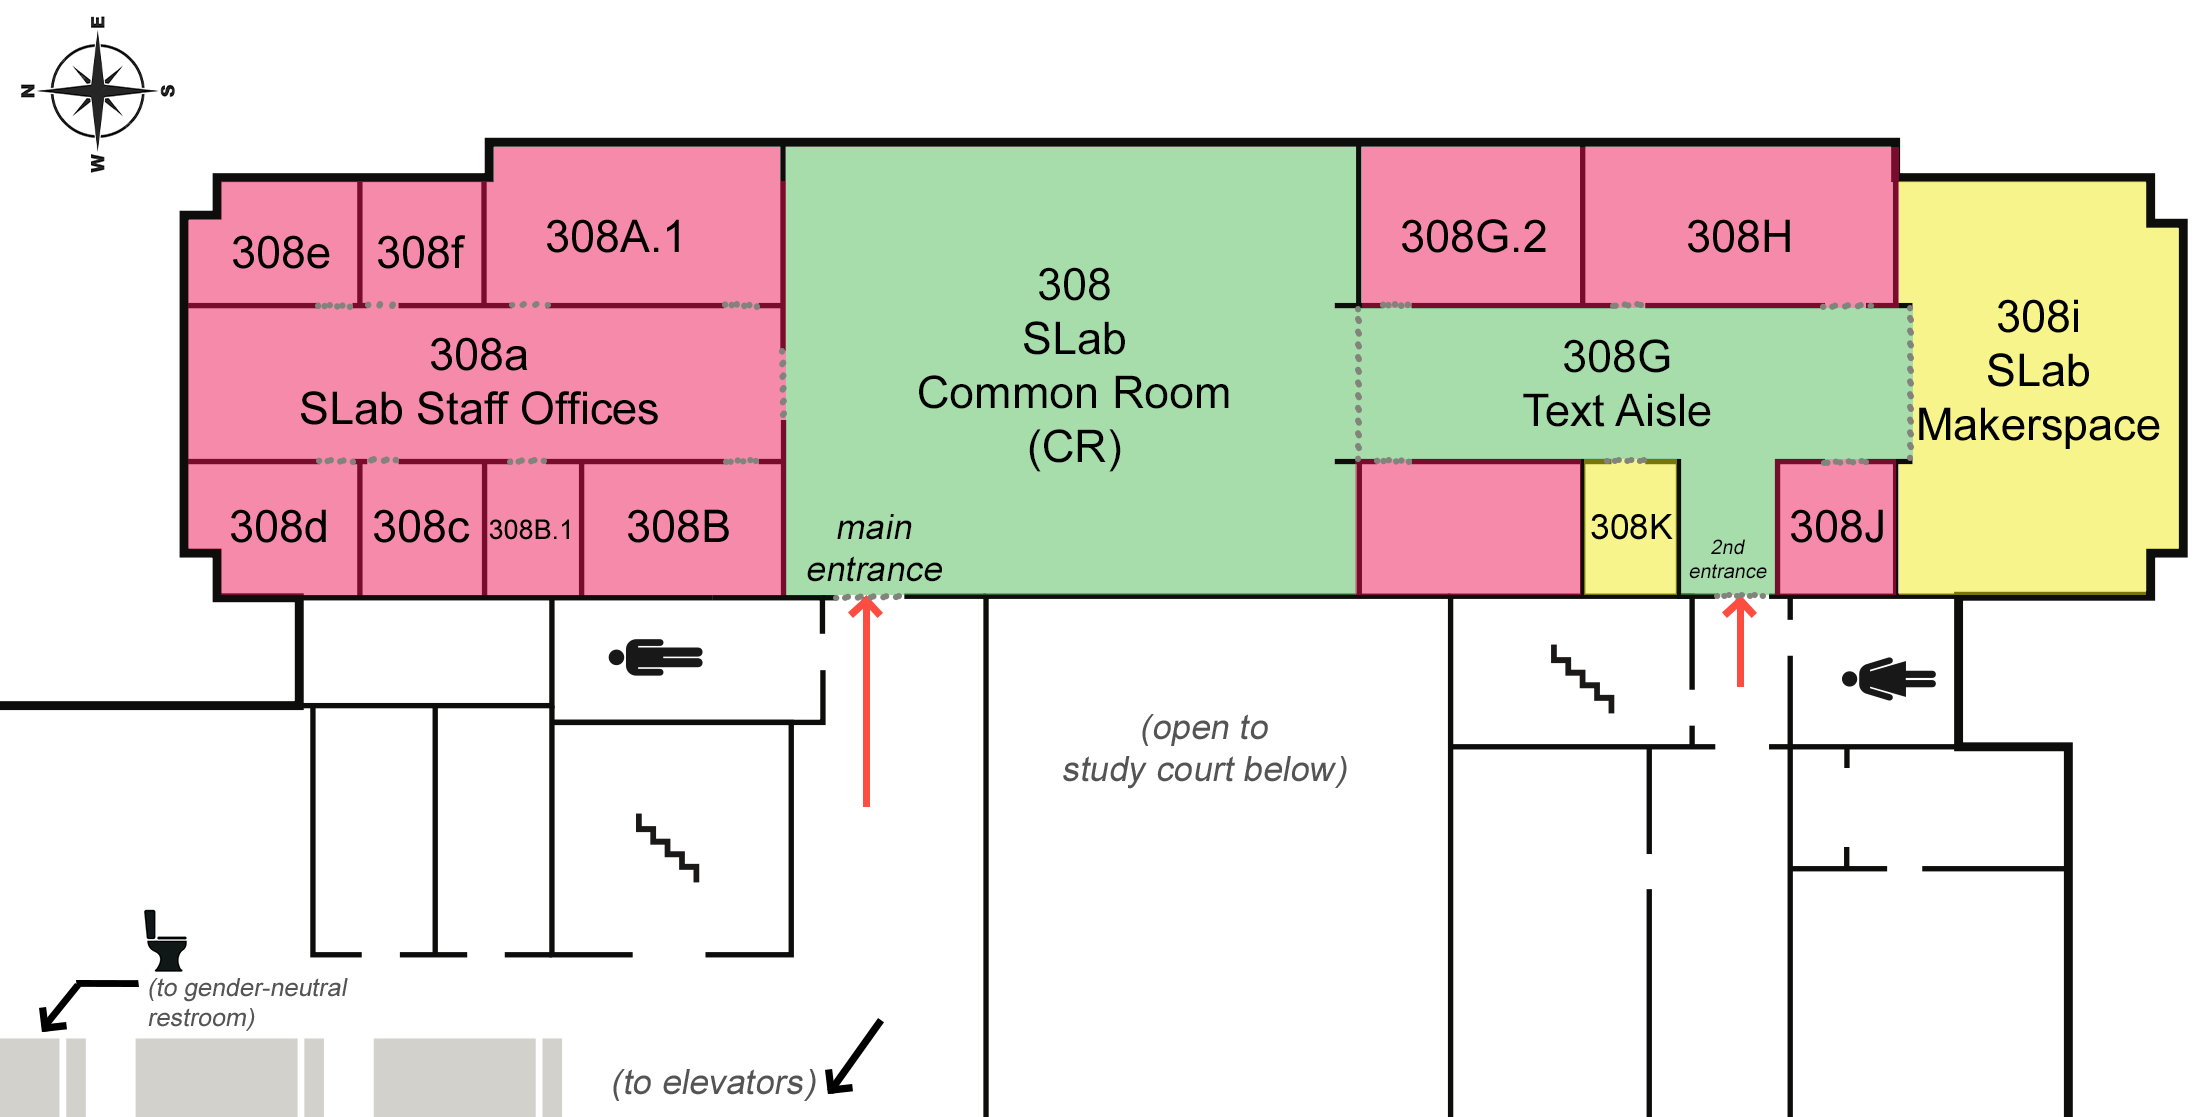 E
N
S
W
308e
308f
308A.1
308a
SLab Staff Offices
308d
308c
308B.1
308B
308
SLab
Common Room
(CR)
main
entrance
308G.2
308H
308G
Text Aisle
308K
2nd
entrance
308J
308i
SLab
Makerspace
(open to
study court below)
(to gender-neutral
restroom)
(to elevators)